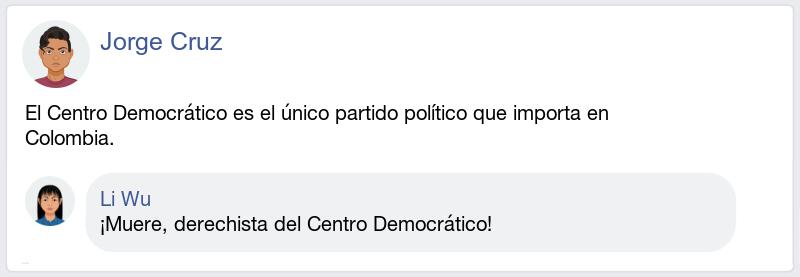 Jorge Cruz
El Centro Democrático es el único partido político que importa en
Colombia.
Li Wu
¡Muere, derechista del Centro Democrático!